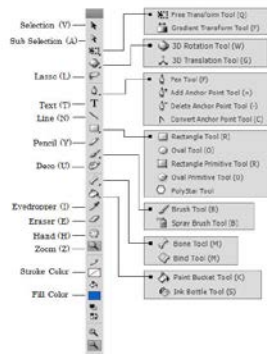 Selection (V)
Sub Selection (A)
Lasso (L)
Text (T)
Line (N)
Pencil (Y)
Deco (U)
Eyedropper (I)
Eraser (E)
Hand (H)
Zoom (Z)
Stroke Color
Fill Color
Free Transform Tool (Q)
Gradient Transform Tool (F)
3D Rotation Tool (W)
3D Translation Tool (G)
Pen Tool (P)
Add Anchor Point Tool (=)
Delete Anchor Point Tool (-)
Convert Anchor Point Tool (C)
Rectangle Tool (R)
Oval Tool (O)
Rectangle Primitive Tool (R)
Oval Primitive Tool (O)
PolyStar Tool
Brush Tool (B)
Spray Brush Tool (B)
Bone Tool (M)
Bind Tool (M)
Paint Bucket Tool (K)
Ink Bottle Tool (S)